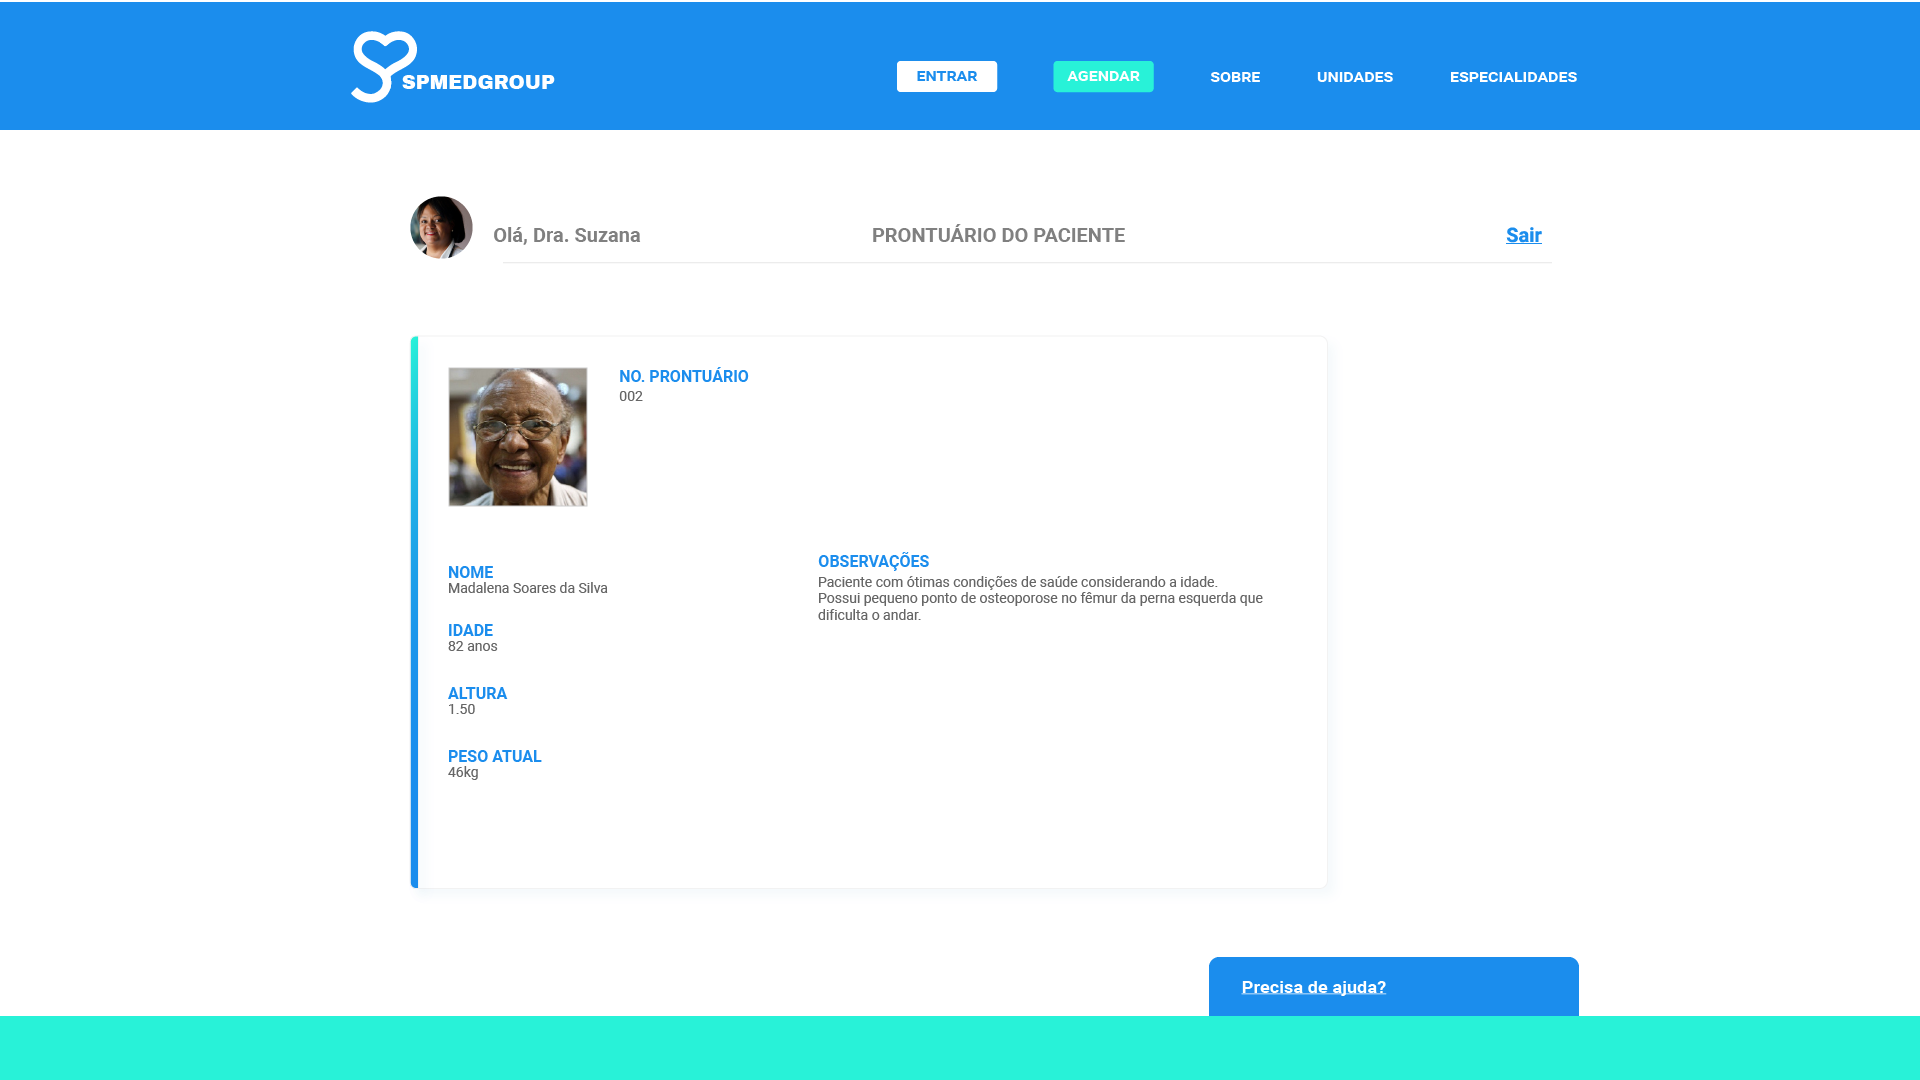 SPMEDGROUP
ENTRAR
AGENDAR
SOBRE
UNIDADES
ESPECIALIDADES
Olá, Dra. Suzana
PRONTUÁRIO DO PACIENTE
Sair
NO. PRONTUÁRIO
002
NOME
Madalena Soares da Silva
IDADE
82 anos
ALTURA
1.50
PESO ATUAL
46kg
OBSERVAÇÕES
Paciente com ótimas condições de saúde considerando a idade.
Possui pequeno ponto de osteoporose no fêmur da perna esquerda que
dificulta o andar.
Precisa de ajuda?